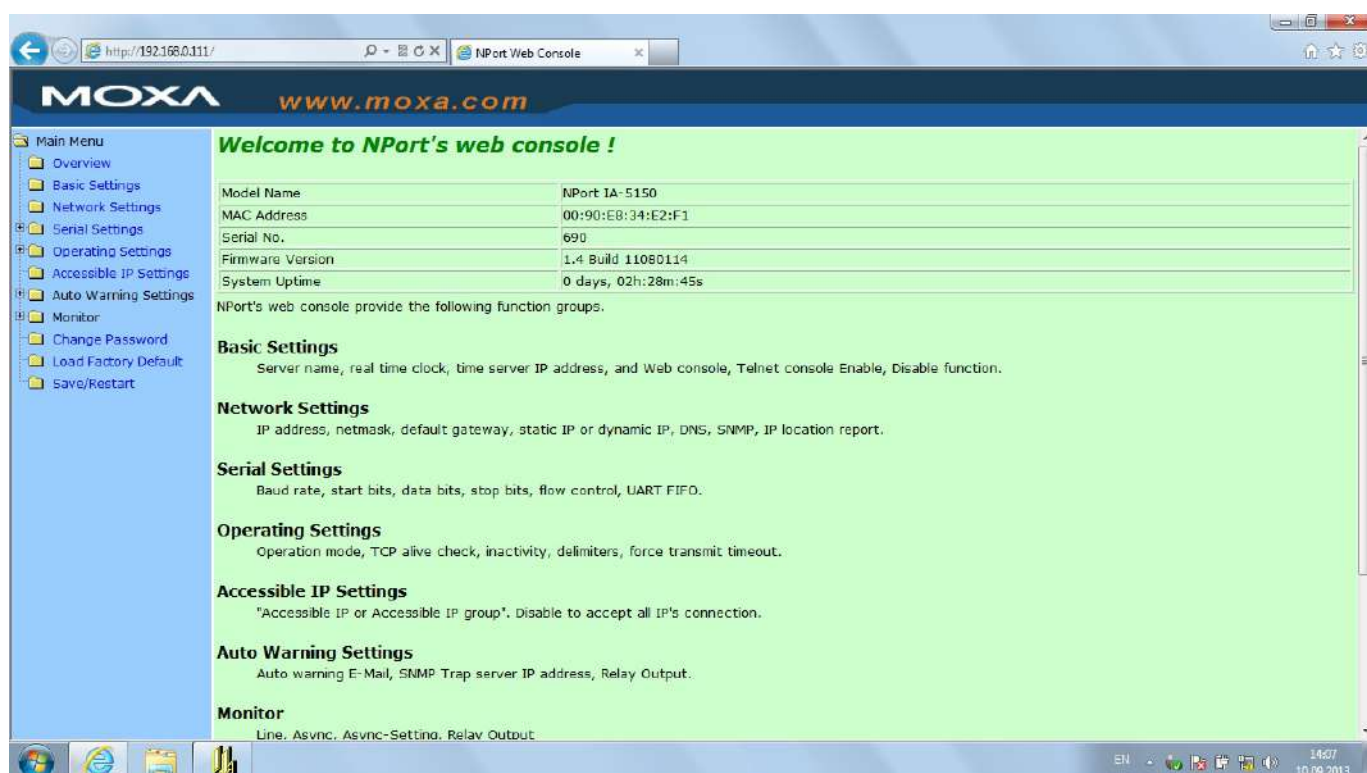 http://192.168.0.111/
NPort Web Console
MOXA
www.moxa.com
Main Menu
Overview
Basic Settings
Network Settings
Serial Settings
Operating Settings
Accessible IP Settings
Auto Warning Settings
Monitor
Change Password
Load Factory Default
Save/Restart
Welcome to NPort's web console !
Model Name NPort IA-5150
MAC Address 00:90:E8:34:E2:F1
Serial No. 690
Firmware Version 1.4 Build 11080114
System Uptime 0 days, 02h:28m:45s
NPort's web console provide the following function groups.
Basic Settings
Server name, real time clock, time server IP address, and Web console, Telnet console Enable, Disable function.
Network Settings
IP address, netmask, default gateway, static IP or dynamic IP, DNS, SNMP, IP location report.
Serial Settings
Baud rate, start bits, data bits, stop bits, flow control, UART FIFO.
Operating Settings
Operation mode, TCP alive check, inactivity, delimiters, force transmit timeout.
Accessible IP Settings
"Accessible IP or Accessible IP group". Disable to accept all IP's connection.
Auto Warning Settings
Auto warning E-Mail, SNMP Trap server IP address, Relay Output.
Monitor
Line, Async, Async-Setting, Relay Output
EN
14:07
10.09.2013